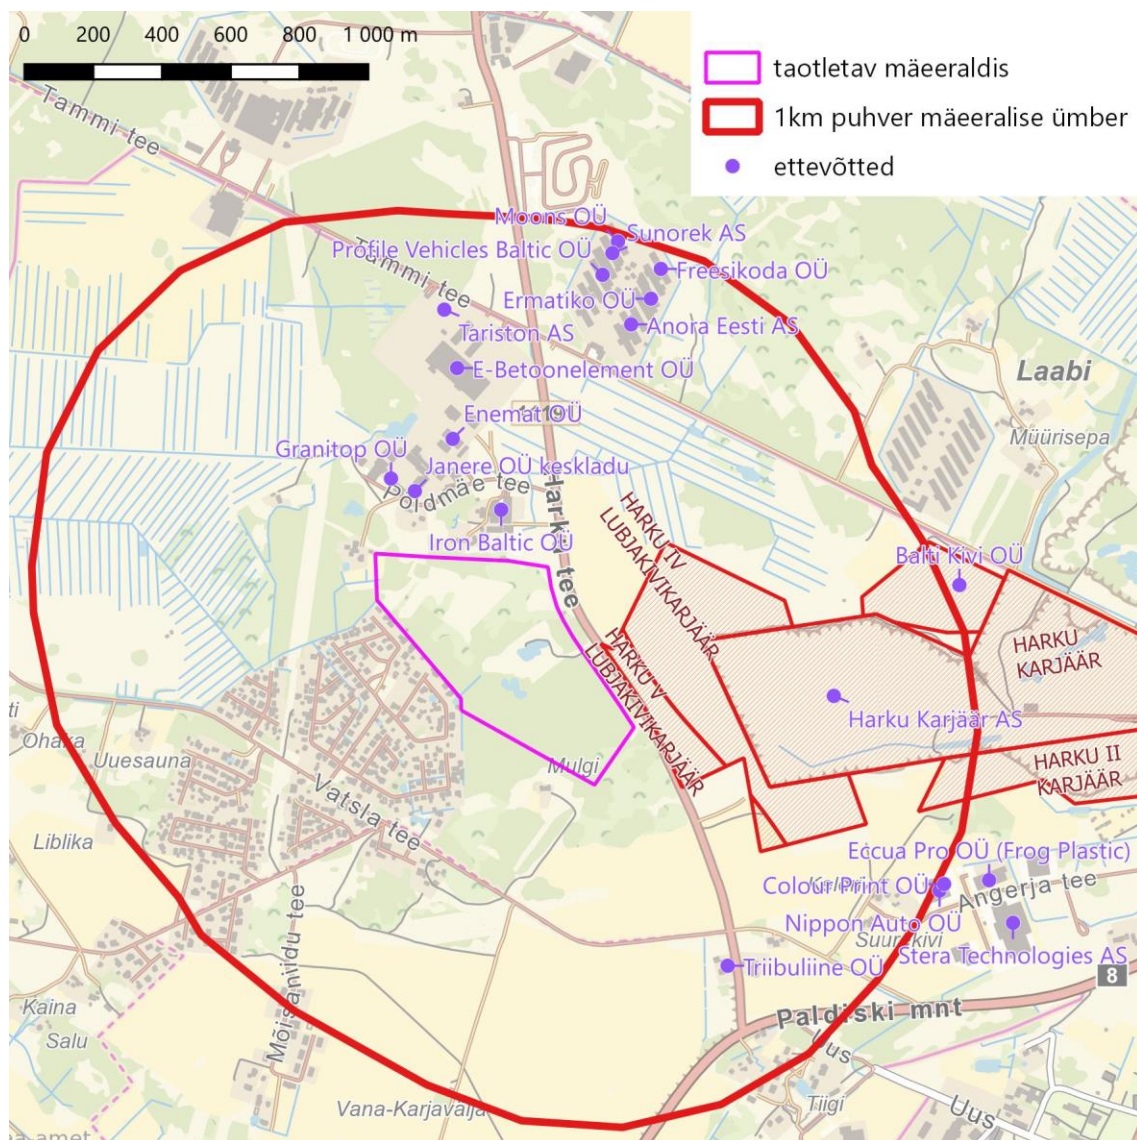 0 200 400 600 800 1 000 m
taotletav mäeeraldis
1km puhver mäeeralise ümber
ettevõtted
Tammi tee
Moons OÜ
Sunorek AS
Profile Vehicles Baltic OÜ
Tammi tee
Freesikoda OÜ
Ermatiko OÜ
Tariston AS
Anora Eesti AS
E-Betoonelement OÜ
Laabi
Enemat OÜ
Müürisepa
Granitop OÜ
Janere OÜ keskladu
Põldmäe tee
Harku tee
Iron Baltic OÜ
HARKU IV
LUBJAKIVIKARJÄÄR
Balti Kivi OÜ
HARKU
KARJÄÄR
HARKU V
LUBJAKIVIKARJÄÄR
Harku Karjäär AS
Ohaka
Uuesauna
Mulgi
HARKU II
KARJÄÄR
Vatsla tee
Liblika
Eccua Pro OÜ (Frog Plastic)
Colour Print OÜ
Angerja tee
Nippon Auto OÜ
Suurekivi
Stera Technologies AS
Triibuliine OÜ
8
Mõisaniidu tee
Kaina
Salu
Paldiski mnt
Uus
Vana-Karjavälja
Tiigi
Uus